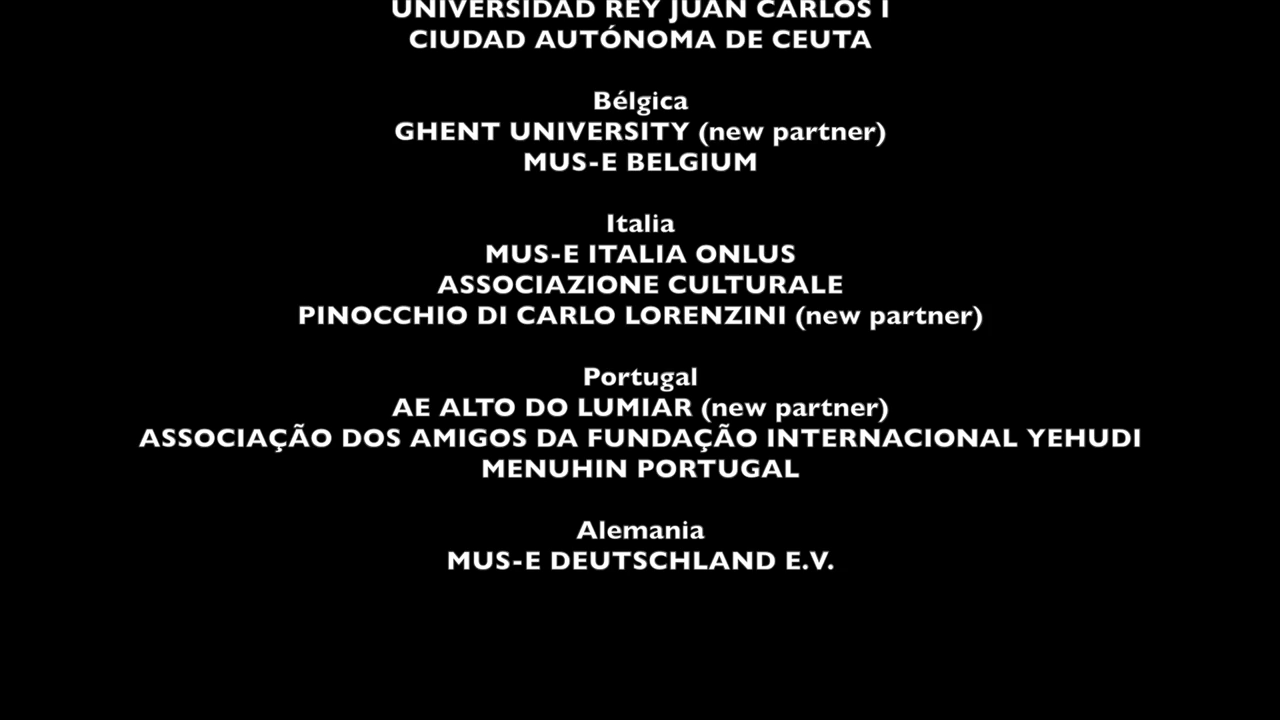 UNIVERSIDAD REY JUAN CARLOS I
CIUDAD AUTÓNOMA DE CEUTA
Bélgica
GHENT UNIVERSITY (new partner)
MUS-E BELGIUM
Italia
MUS-E ITALIA ONLUS
ASSOCIAZIONE CULTURALE
PINOCCHIO DI CARLO LORENZINI (new partner)
Portugal
AE ALTO DO LUMIAR (new partner)
ASSOCIAÇÃO DOS AMIGOS DA FUNDAÇÃO INTERNACIONAL YEHUDI
MENUHIN PORTUGAL
Alemania
MUS-E DEUTSCHLAND E.V.